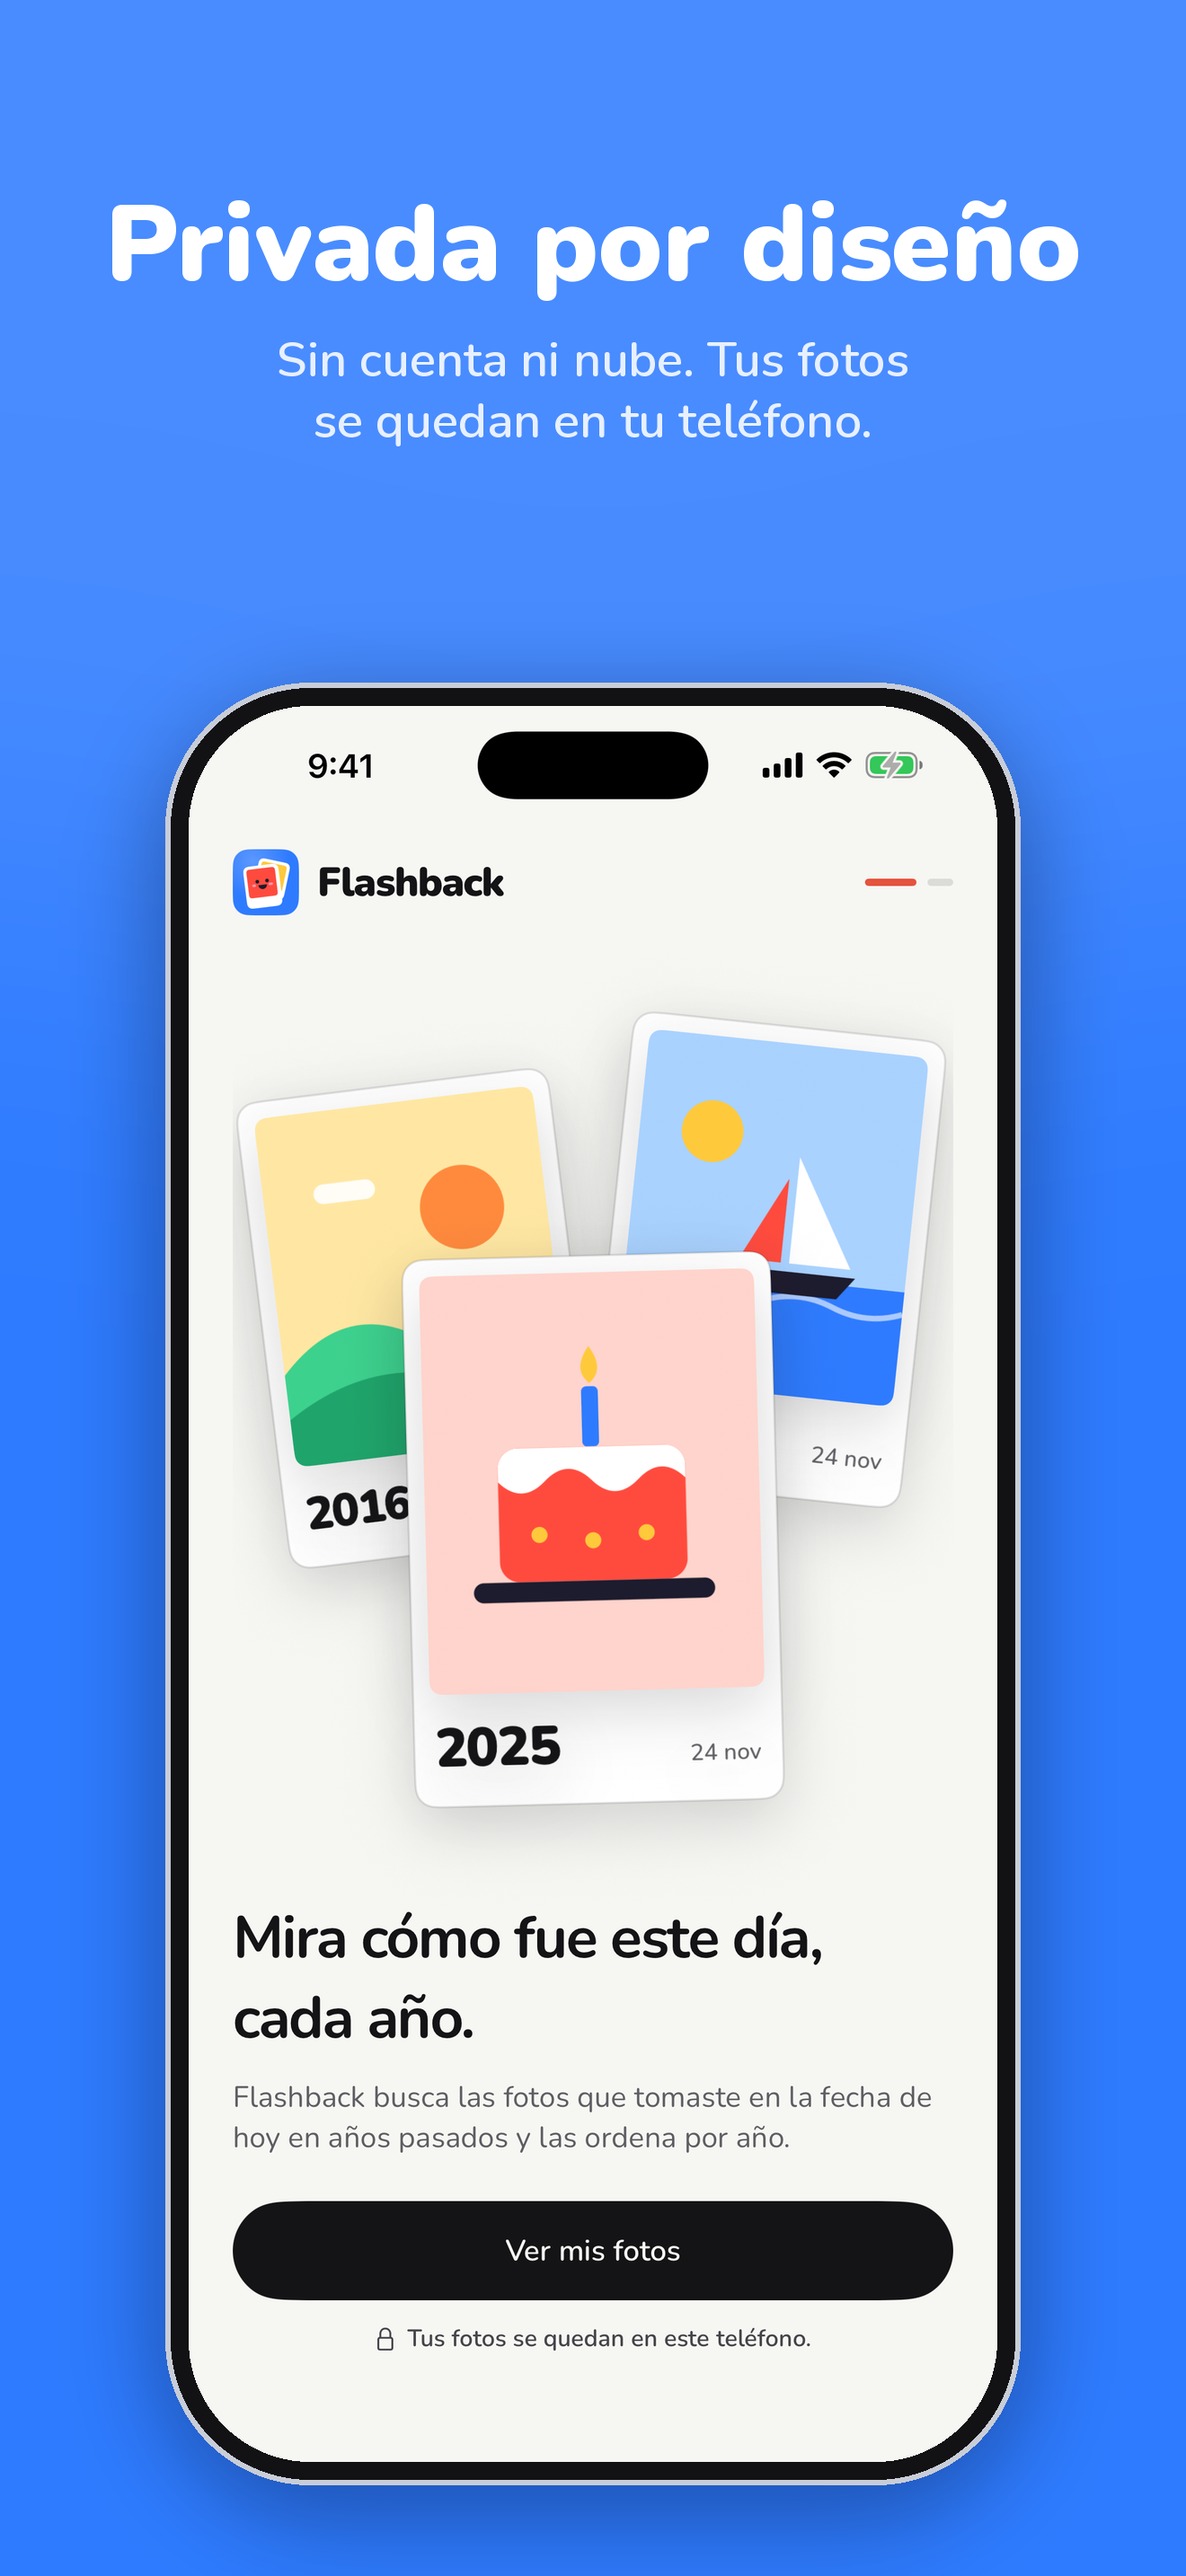 Privada por diseño
Sin cuenta ni nube. Tus fotos
se quedan en tu teléfono.
9:41
Flashback
24 nov
2016
2025
24 nov
Mira cómo fue este día,
cada año.
Flashback busca las fotos que tomaste en la fecha de
hoy en años pasados y las ordena por año.
Ver mis fotos
Tus fotos se quedan en este teléfono.